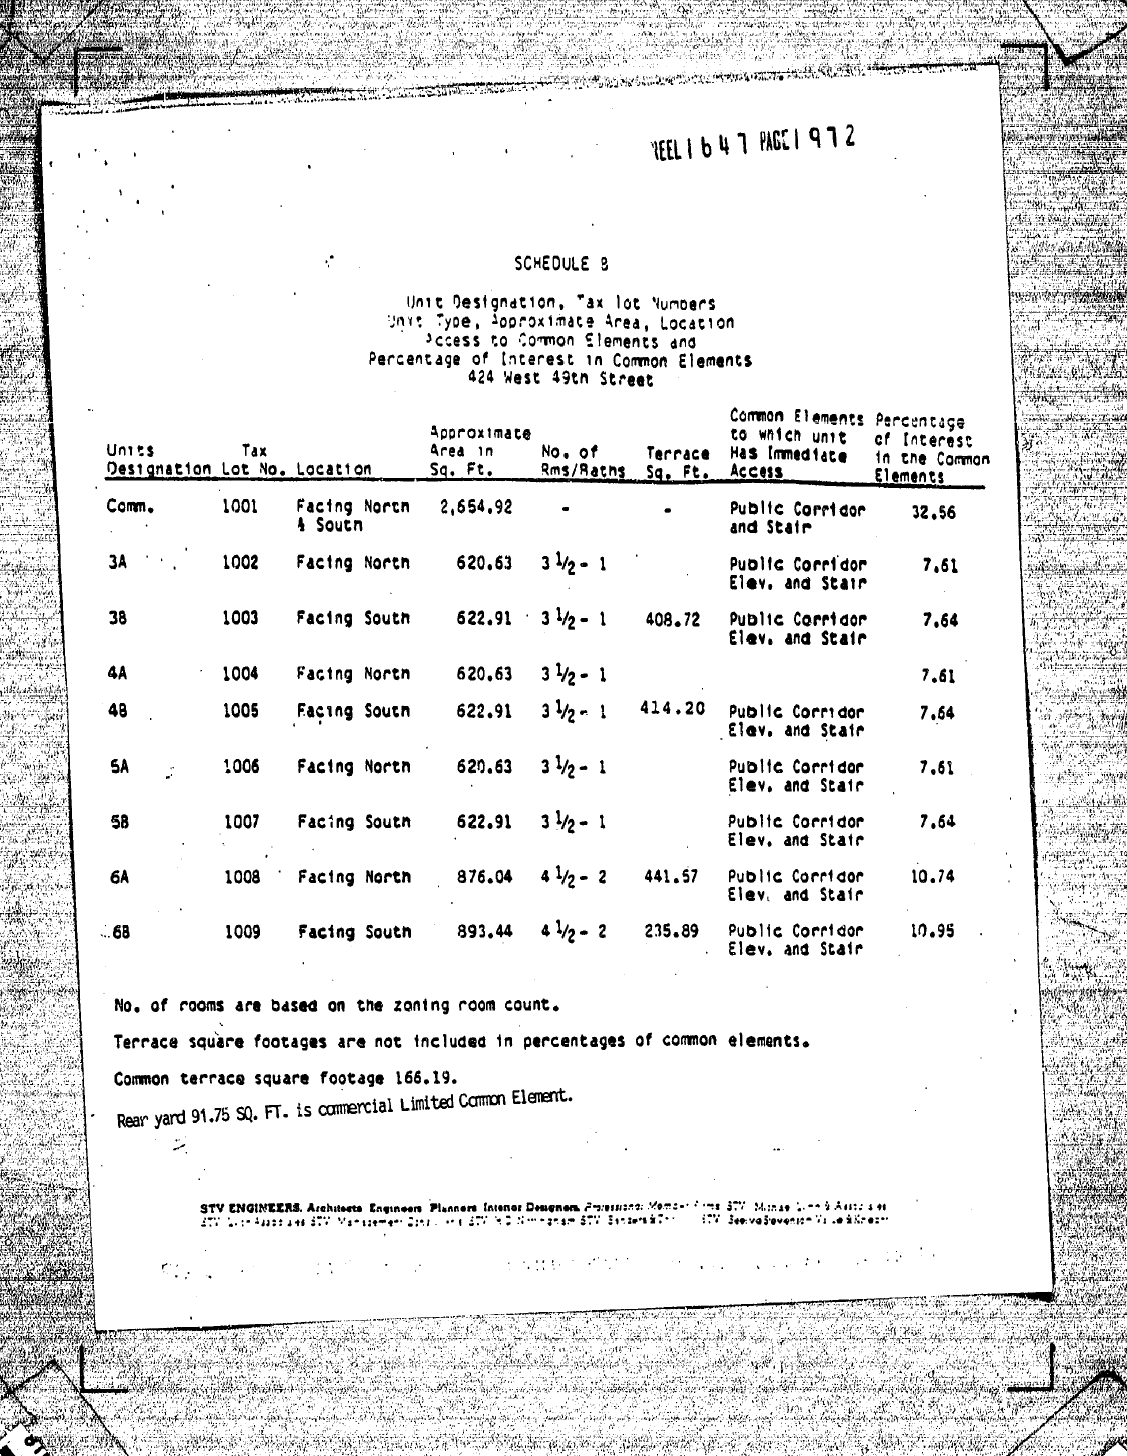 REEL 1647 PAGE 1972
SCHEDULE B
Unit Designation, Tax lot Numbers
Unit Type, Approximate Area, Location
Access to Common Elements and
Percentage of Interest in Common Elements
424 West 49th Street
Units Designation Tax Lot No. Location Approximate Area in Sq. Ft. No. of Rms/Baths Terrace Sq. Ft. Common Elements to which unit Has Immediate Access Percentage of Interest in the Common Elements
Comm. 1001 Facing North 2,654.92 - - Public Corridor 32.56
& South and Stair
3A 1002 Facing North 620.63 3 1/2 - 1 Public Corridor 7.61
Elev. and Stair
3B 1003 Facing South 622.91 3 1/2 - 1 408.72 Public Corridor 7.64
Elev. and Stair
4A 1004 Facing North 620.63 3 1/2 - 1 7.61
4B 1005 Facing South 622.91 3 1/2 - 1 414.20 Public Corridor 7.64
Elev. and Stair
5A 1006 Facing North 620.63 3 1/2 - 1 Public Corridor 7.61
Elev. and Stair
5B 1007 Facing South 622.91 3 1/2 - 1 Public Corridor 7.64
Elev. and Stair
6A 1008 Facing North 876.04 4 1/2 - 2 441.57 Public Corridor 10.74
Elev. and Stair
6B 1009 Facing South 893.44 4 1/2 - 2 235.89 Public Corridor 10.95
Elev. and Stair
No. of rooms are based on the zoning room count.
Terrace square footages are not included in percentages of common elements.
Common terrace square footage 166.19.
Rear yard 91.75 SQ. FT. is commercial Limited Common Element.
STV ENGINEERS. Architects Engineers Planners Interior Designers. Professional Member Firms STV